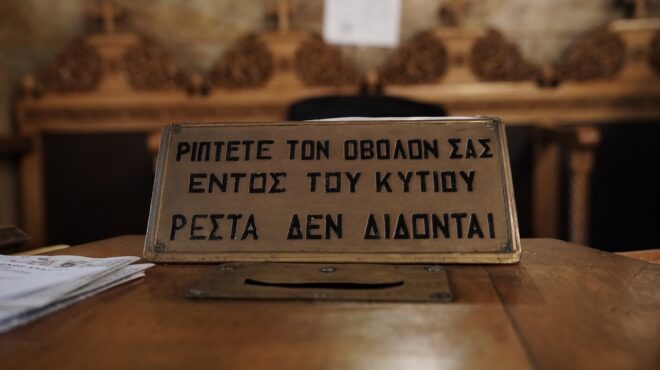 ΡΙΠΤΕΤΕ ΤΟΝ ΟΒΟΛΟΝ ΣΑΣ
ΕΝΤΟΣ ΤΟΥ ΚΥΤΙΟΥ
ΡΕΣΤΑ ΔΕΝ ΔΙΔΟΝΤΑΙ